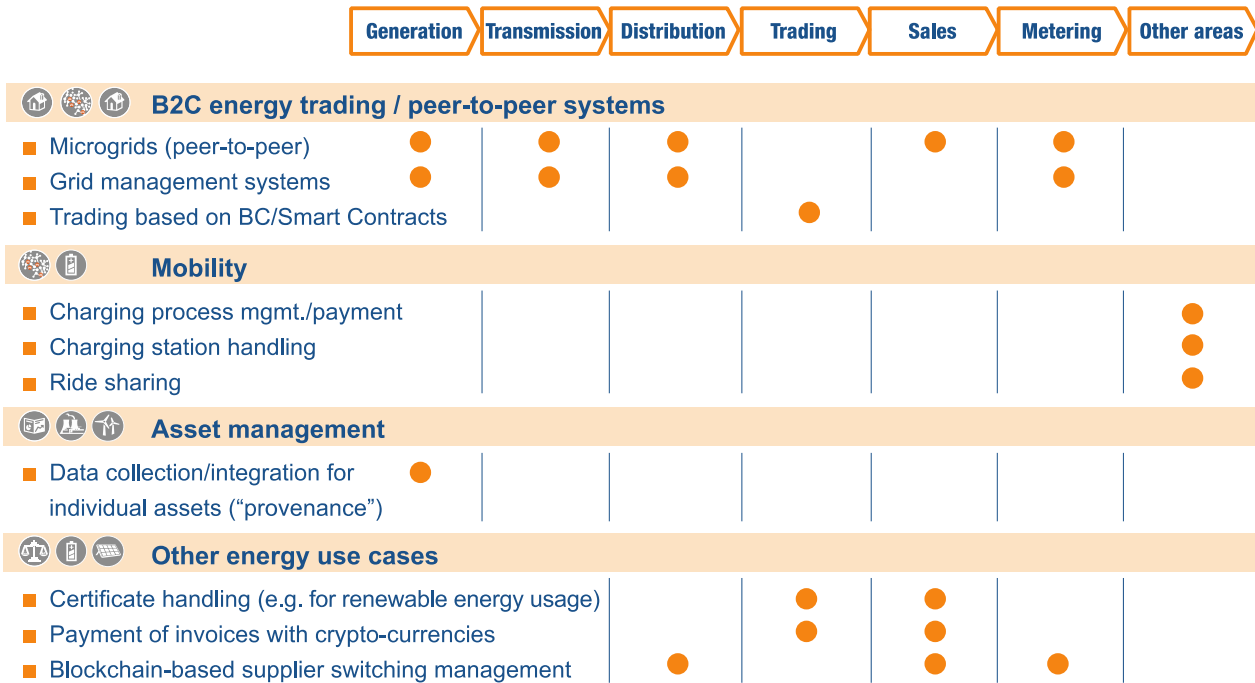 Generation Transmission Distribution Trading Sales Metering Other areas
B2C energy trading / peer-to-peer systems
Microgrids (peer-to-peer)
Grid management systems
Trading based on BC/Smart Contracts
Mobility
Charging process mgmt./payment
Charging station handling
Ride sharing
Asset management
Data collection/integration for
individual assets (“provenance”)
Other energy use cases
Certificate handling (e.g. for renewable energy usage)
Payment of invoices with crypto-currencies
Blockchain-based supplier switching management